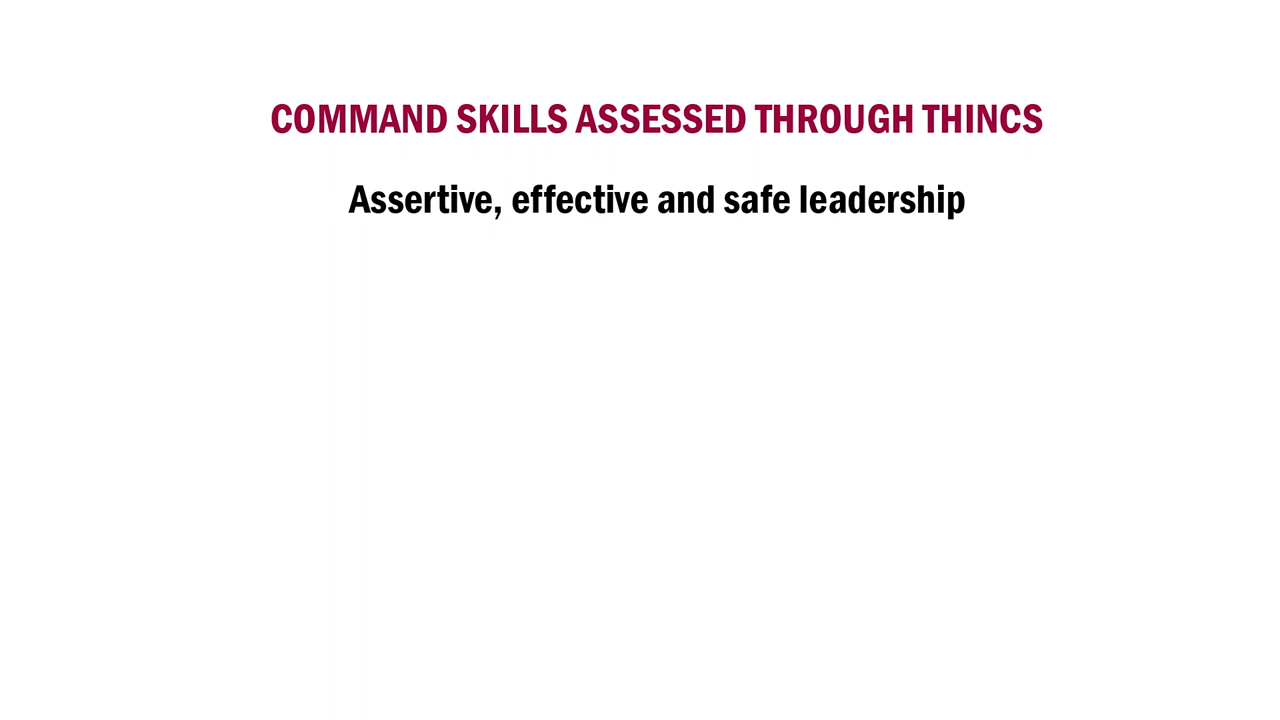 COMMAND SKILLS ASSESSED THROUGH THINCS
Assertive, effective and safe leadership